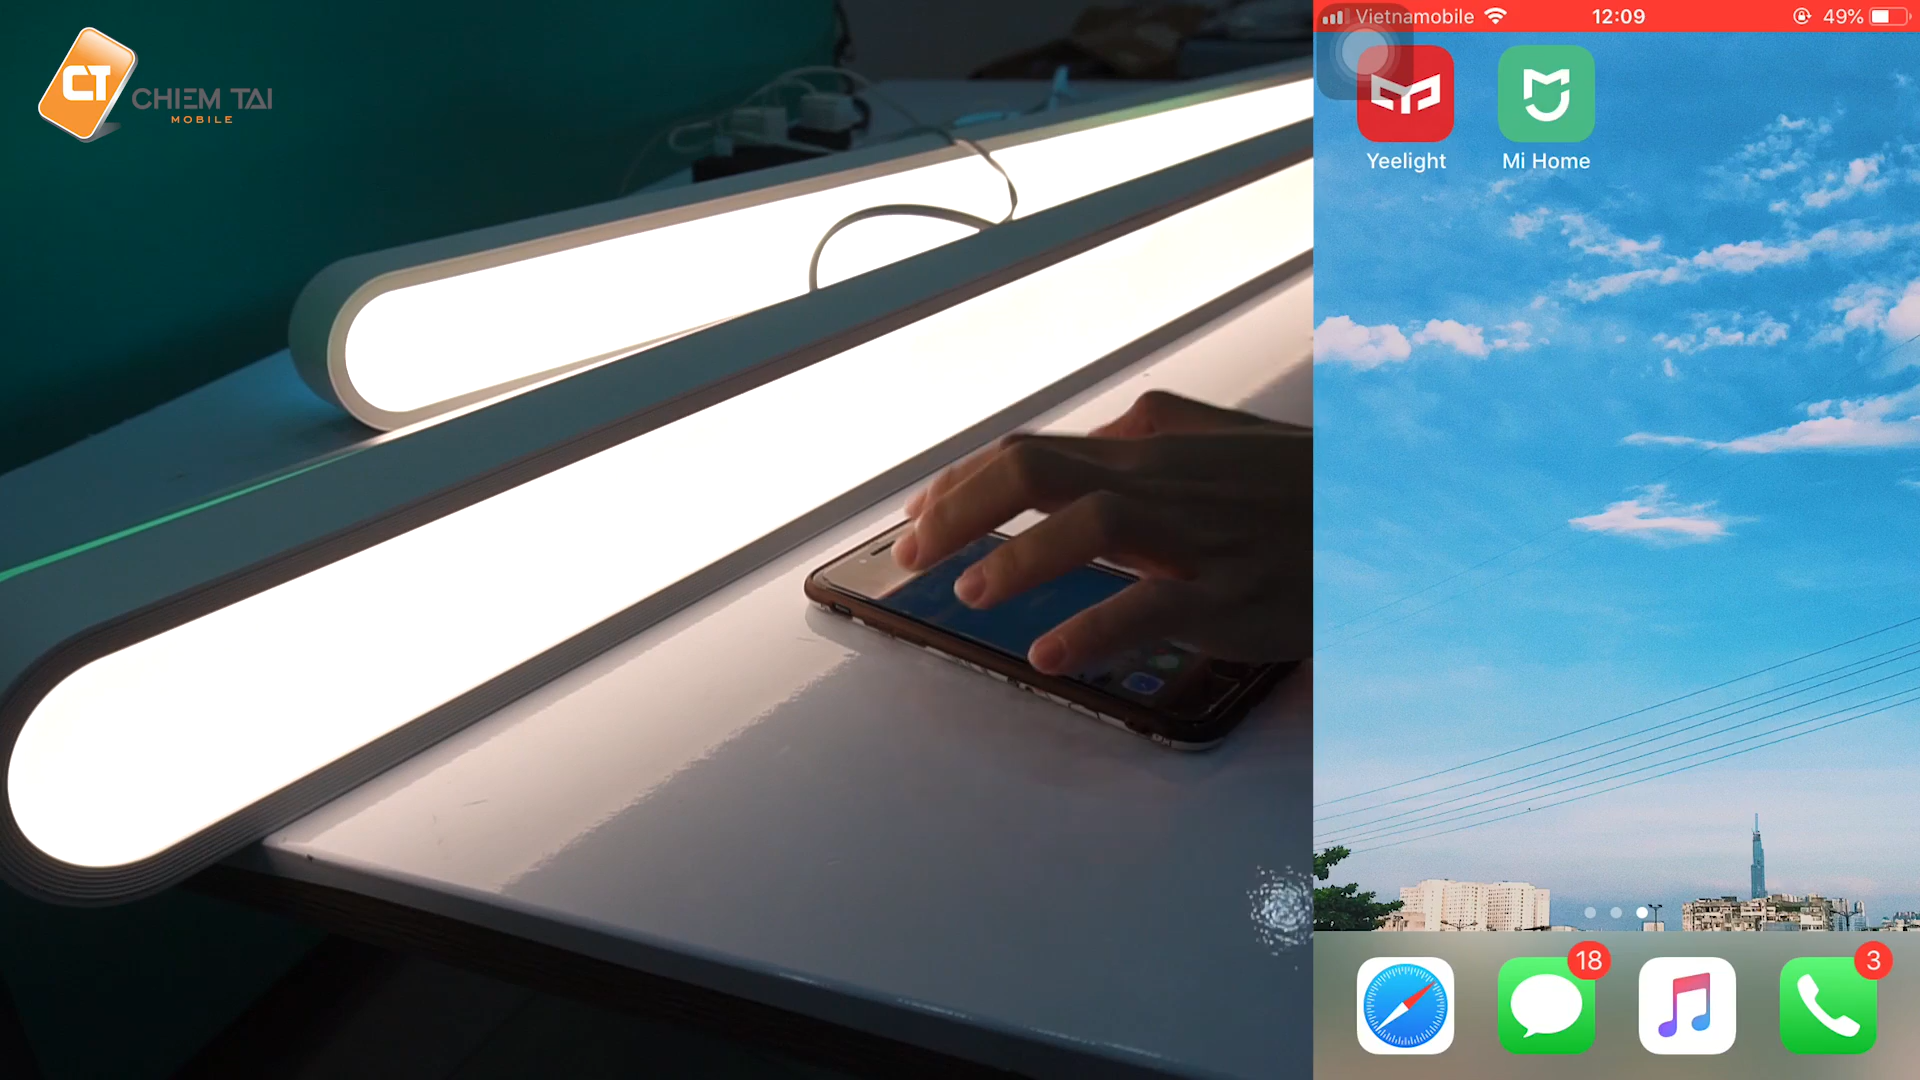 CT
CHIEM TAI
MOBILE
Vietnamobile
12:09
49%
Yeelight
Mi Home
18
3